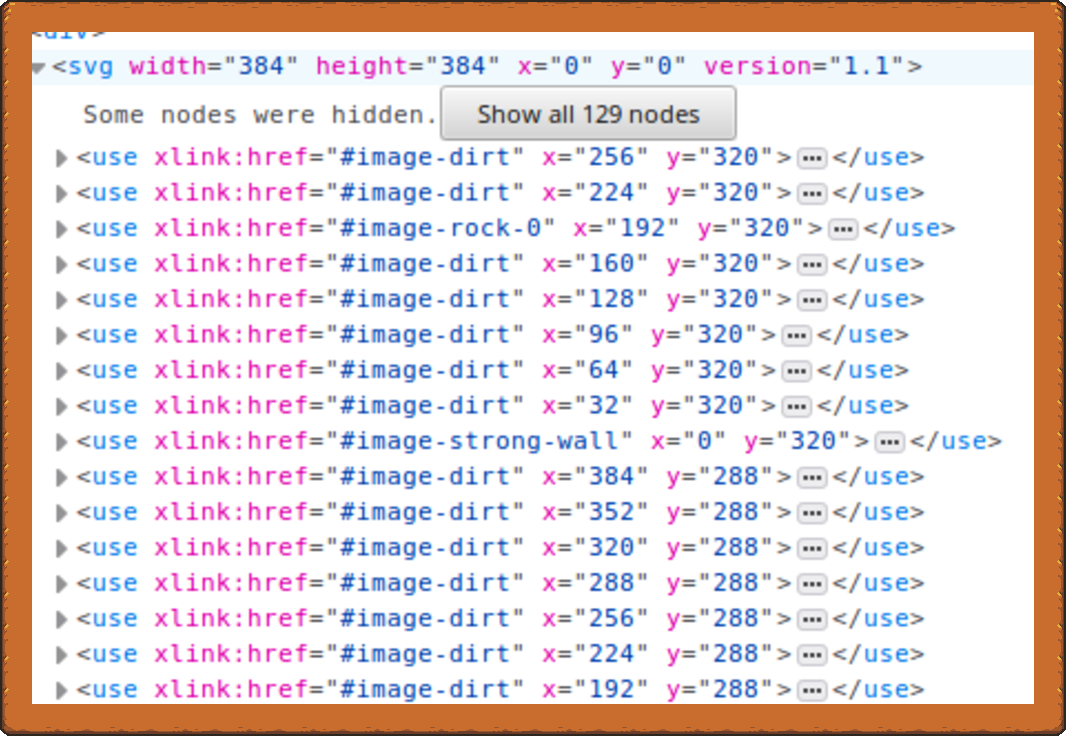 <div>
<svg width="384" height="384" x="0" y="0" version="1.1">
Some nodes were hidden. Show all 129 nodes
<use xlink:href="#image-dirt" x="256" y="320">…</use>
<use xlink:href="#image-dirt" x="224" y="320">…</use>
<use xlink:href="#image-rock-0" x="192" y="320">…</use>
<use xlink:href="#image-dirt" x="160" y="320">…</use>
<use xlink:href="#image-dirt" x="128" y="320">…</use>
<use xlink:href="#image-dirt" x="96" y="320">…</use>
<use xlink:href="#image-dirt" x="64" y="320">…</use>
<use xlink:href="#image-dirt" x="32" y="320">…</use>
<use xlink:href="#image-strong-wall" x="0" y="320">…</use>
<use xlink:href="#image-dirt" x="384" y="288">…</use>
<use xlink:href="#image-dirt" x="352" y="288">…</use>
<use xlink:href="#image-dirt" x="320" y="288">…</use>
<use xlink:href="#image-dirt" x="288" y="288">…</use>
<use xlink:href="#image-dirt" x="256" y="288">…</use>
<use xlink:href="#image-dirt" x="224" y="288">…</use>
<use xlink:href="#image-dirt" x="192" y="288">…</use>